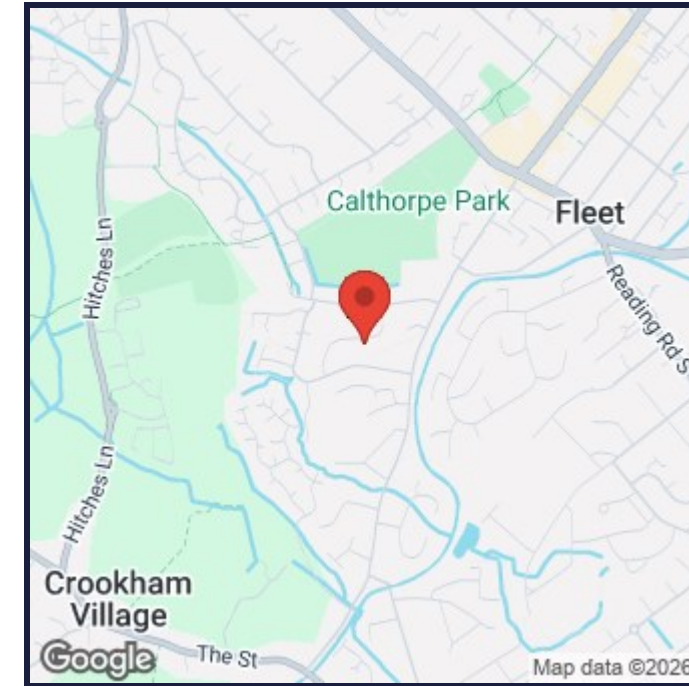 Calthorpe Park
Fleet
Hitches Ln
Reading Rd S
Hitches Ln
Crookham
Village
The St
Google
Map data ©2026